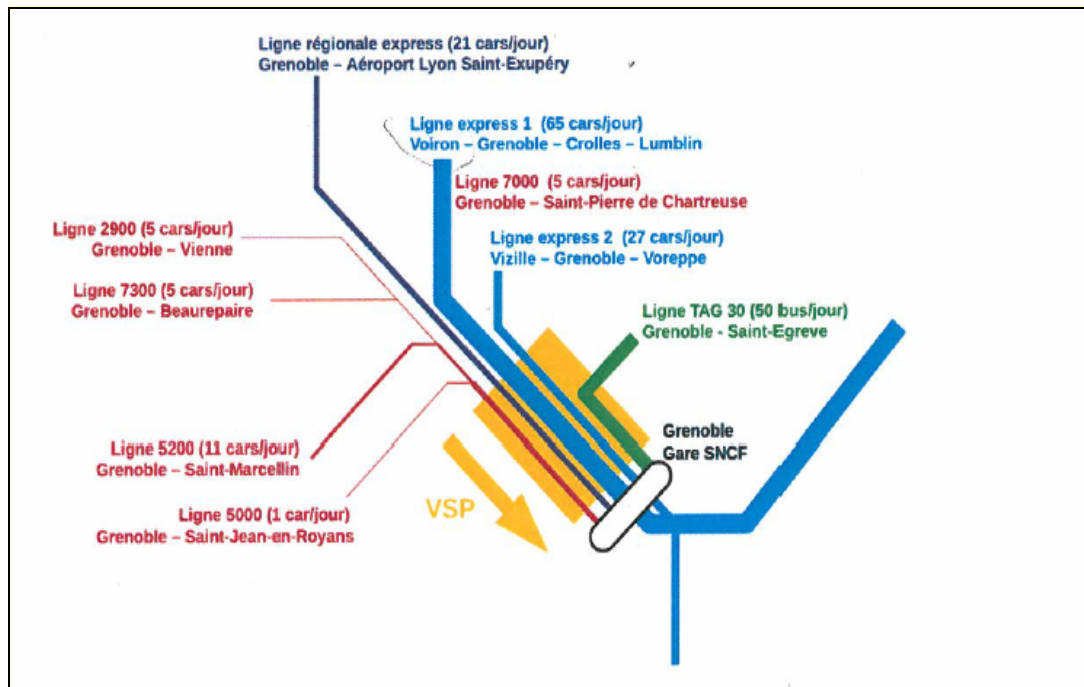 Ligne régionale express (21 cars/jour)
Grenoble – Aéroport Lyon Saint-Exupéry
Ligne express 1 (65 cars/jour)
Voiron – Grenoble – Crolles – Lumblin
Ligne 7000 (5 cars/jour)
Grenoble – Saint-Pierre de Chartreuse
Ligne 2900 (5 cars/jour)
Grenoble – Vienne
Ligne express 2 (27 cars/jour)
Vizille – Grenoble – Voreppe
Ligne 7300 (5 cars/jour)
Grenoble – Beaurepaire
Ligne TAG 30 (50 bus/jour)
Grenoble - Saint-Egreve
Grenoble
Gare SNCF
Ligne 5200 (11 cars/jour)
Grenoble – Saint-Marcellin
VSP
Ligne 5000 (1 car/jour)
Grenoble – Saint-Jean-en-Royans